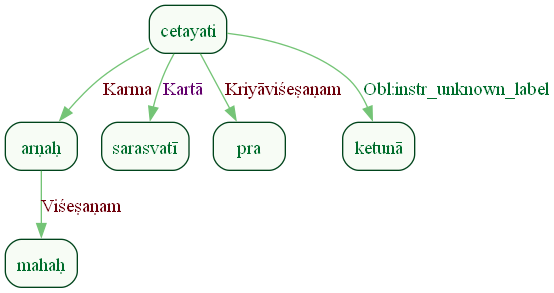 cetayati
Karma Kartā Kriyāviśeṣaṇam Obl:instr_unknown_label
arṇaḥ sarasvatī pra ketunā
Viśeṣaṇam
mahaḥ